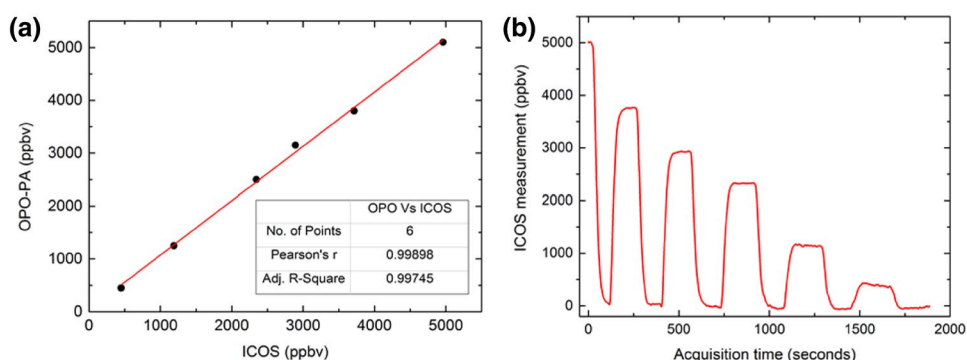 (a)
5000
4000
3000
2000
1000
0
OPO-PA (ppbv)
OPO Vs ICOS
No. of Points 6
Pearson's r 0.99898
Adj. R-Square 0.99745
0 1000 2000 3000 4000 5000
ICOS (ppbv)
(b)
6000
5000
4000
3000
2000
1000
0
ICOS measurement (ppbv)
0 500 1000 1500 2000
Acquisition time (seconds)